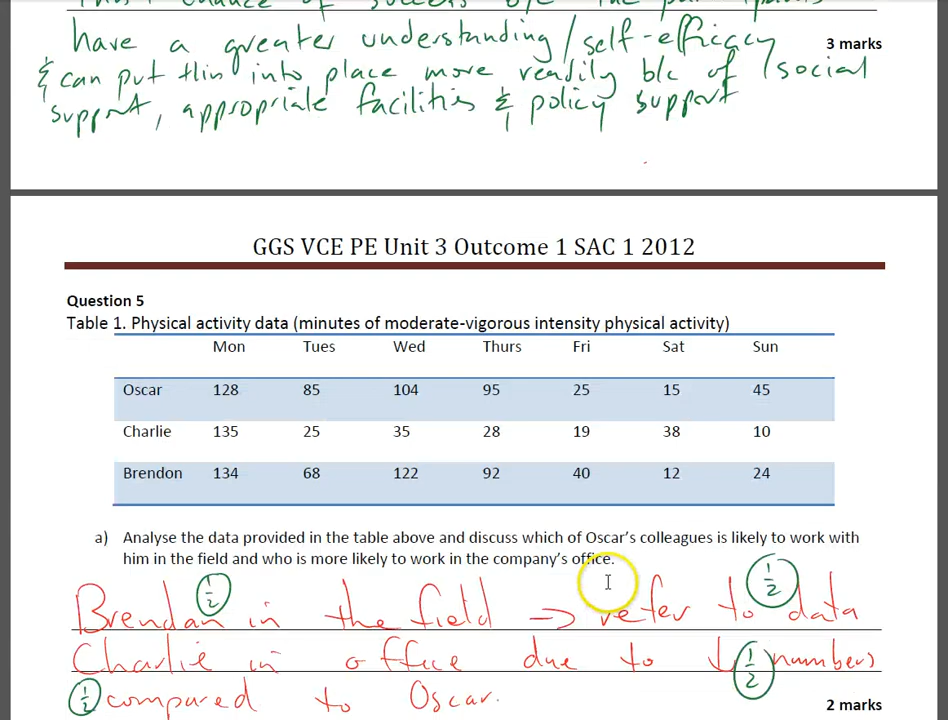 have a greater understanding / self-efficacy
3 marks
& can put into place more readily b/c of social
support, appropriate facilities & policy support
GGS VCE PE Unit 3 Outcome 1 SAC 1 2012
Question 5
Table 1. Physical activity data (minutes of moderate-vigorous intensity physical activity)
Mon Tues Wed Thurs Fri Sat Sun
Oscar 128 85 104 95 25 15 45
Charlie 135 25 35 28 19 38 10
Brendon 134 68 122 92 40 12 24
a) Analyse the data provided in the table above and discuss which of Oscar's colleagues is likely to work with
him in the field and who is more likely to work in the company's office.
Brendan ½ in the field => refer to ½ data
Charlie in office due to ↓ ½ numbers
½ compared to Oscar.
2 marks